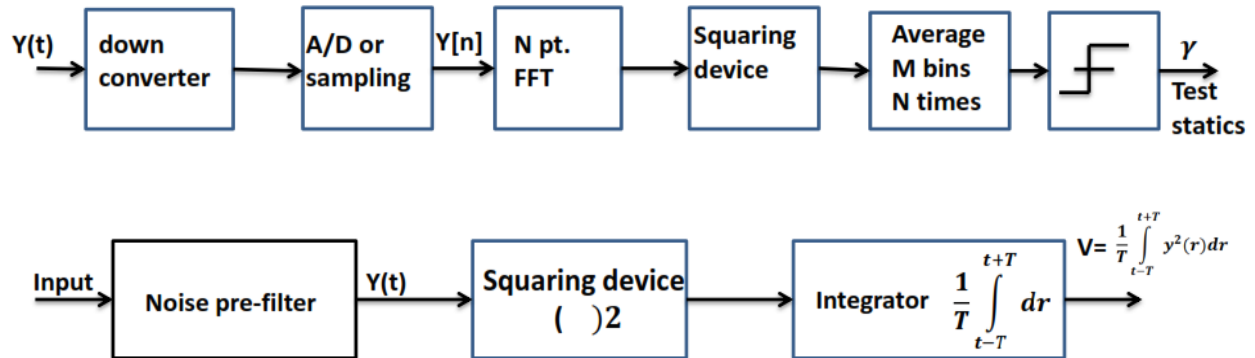 Y(t)
down
converter
A/D or
sampling
Y[n]
N pt.
FFT
Squaring
device
Average
M bins
N times
γ
Test
statics
Input
Noise pre-filter
Y(t)
Squaring device
( )2
Integrator 1/T ∫_{t-T}^{t+T} dr
V= 1/T ∫_{t-T}^{t+T} y²(r)dr